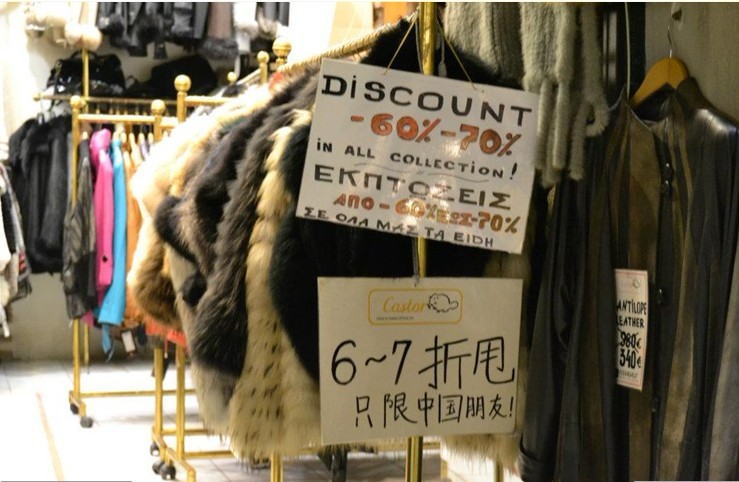 DiSCOUNT
-60%-70%
iN ALL COLLECTION!
ΕΚΠΤΩΣΕΙΣ
ΑΠΟ-60%ΕΩΣ-70%
ΣΕ ΟΛΑ ΜΑΣ ΤΑ ΕΙΔΗ
Castor
6~7折甩
只限中国朋友!
ANTiLOPE
LEATHER
980€
340€